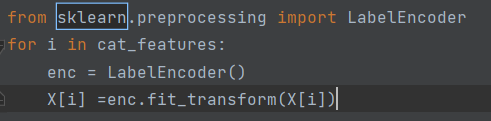 from sklearn.preprocessing import LabelEncoder
for i in cat_features:
    enc = LabelEncoder()
    X[i] =enc.fit_transform(X[i])